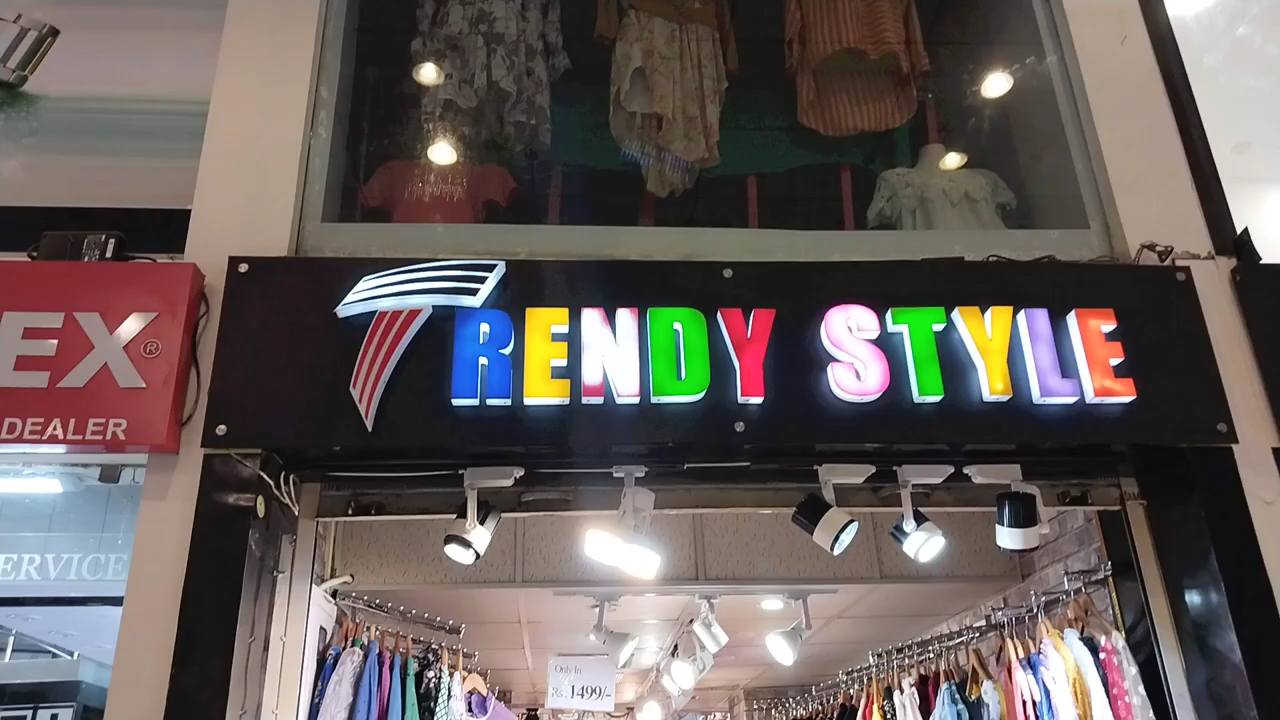 TRENDY STYLE
EX®
DEALER
ERVICE
Only In
Rs. 1499/-